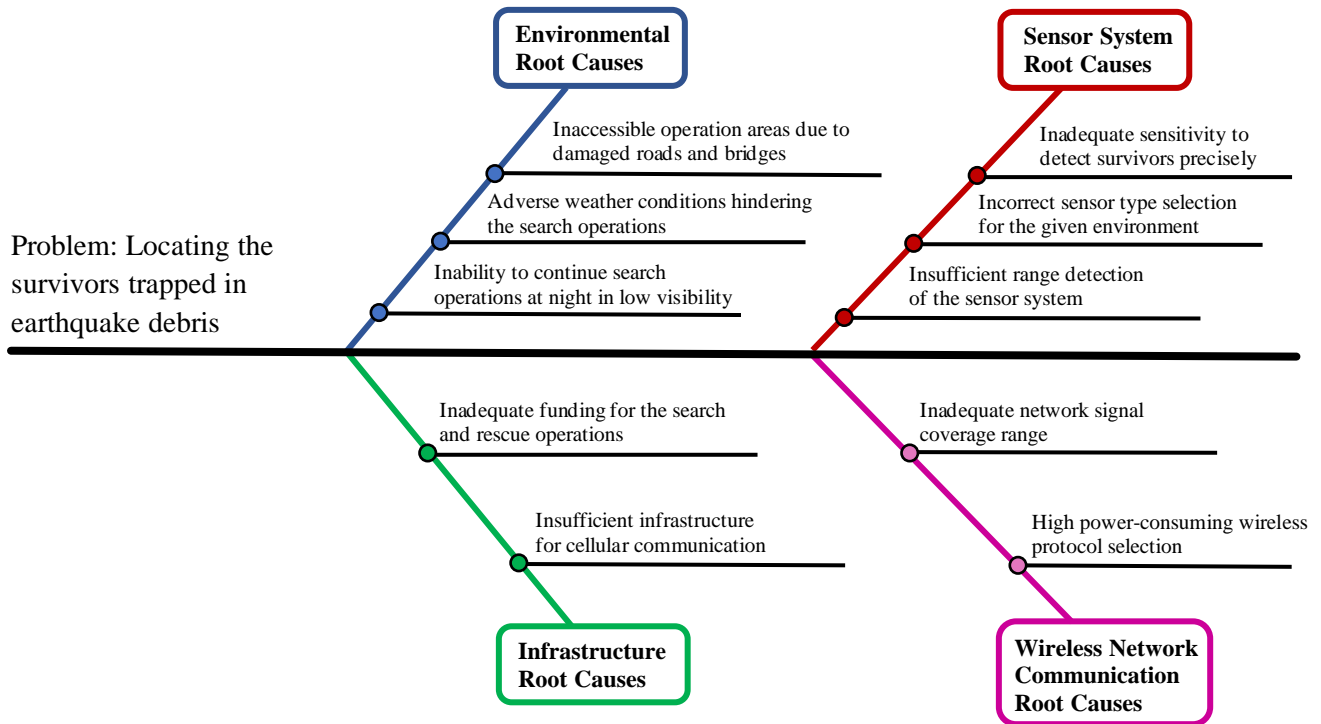 Environmental
Root Causes
Sensor System
Root Causes
Inaccessible operation areas due to
damaged roads and bridges
Inadequate sensitivity to
detect survivors precisely
Adverse weather conditions hindering
the search operations
Incorrect sensor type selection
for the given environment
Problem: Locating the
survivors trapped in
earthquake debris
Inability to continue search
operations at night in low visibility
Insufficient range detection
of the sensor system
Inadequate funding for the search
and rescue operations
Inadequate network signal
coverage range
Insufficient infrastructure
for cellular communication
High power-consuming wireless
protocol selection
Infrastructure
Root Causes
Wireless Network
Communication
Root Causes